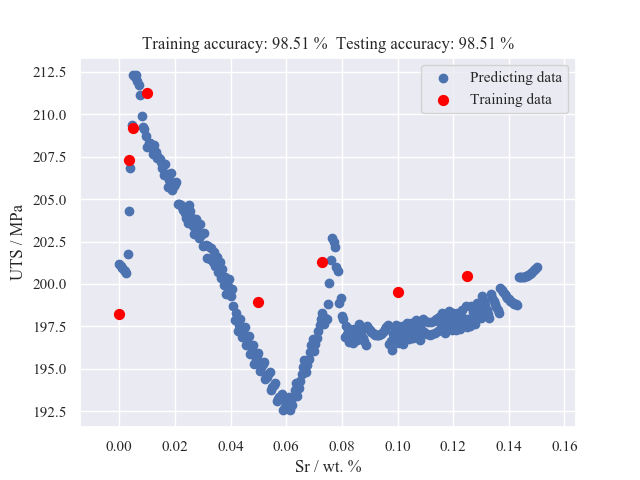 Training accuracy: 98.51 %  Testing accuracy: 98.51 %
Predicting data
Training data
UTS / MPa
212.5
210.0
207.5
205.0
202.5
200.0
197.5
195.0
192.5
0.00 0.02 0.04 0.06 0.08 0.10 0.12 0.14 0.16
Sr / wt. %